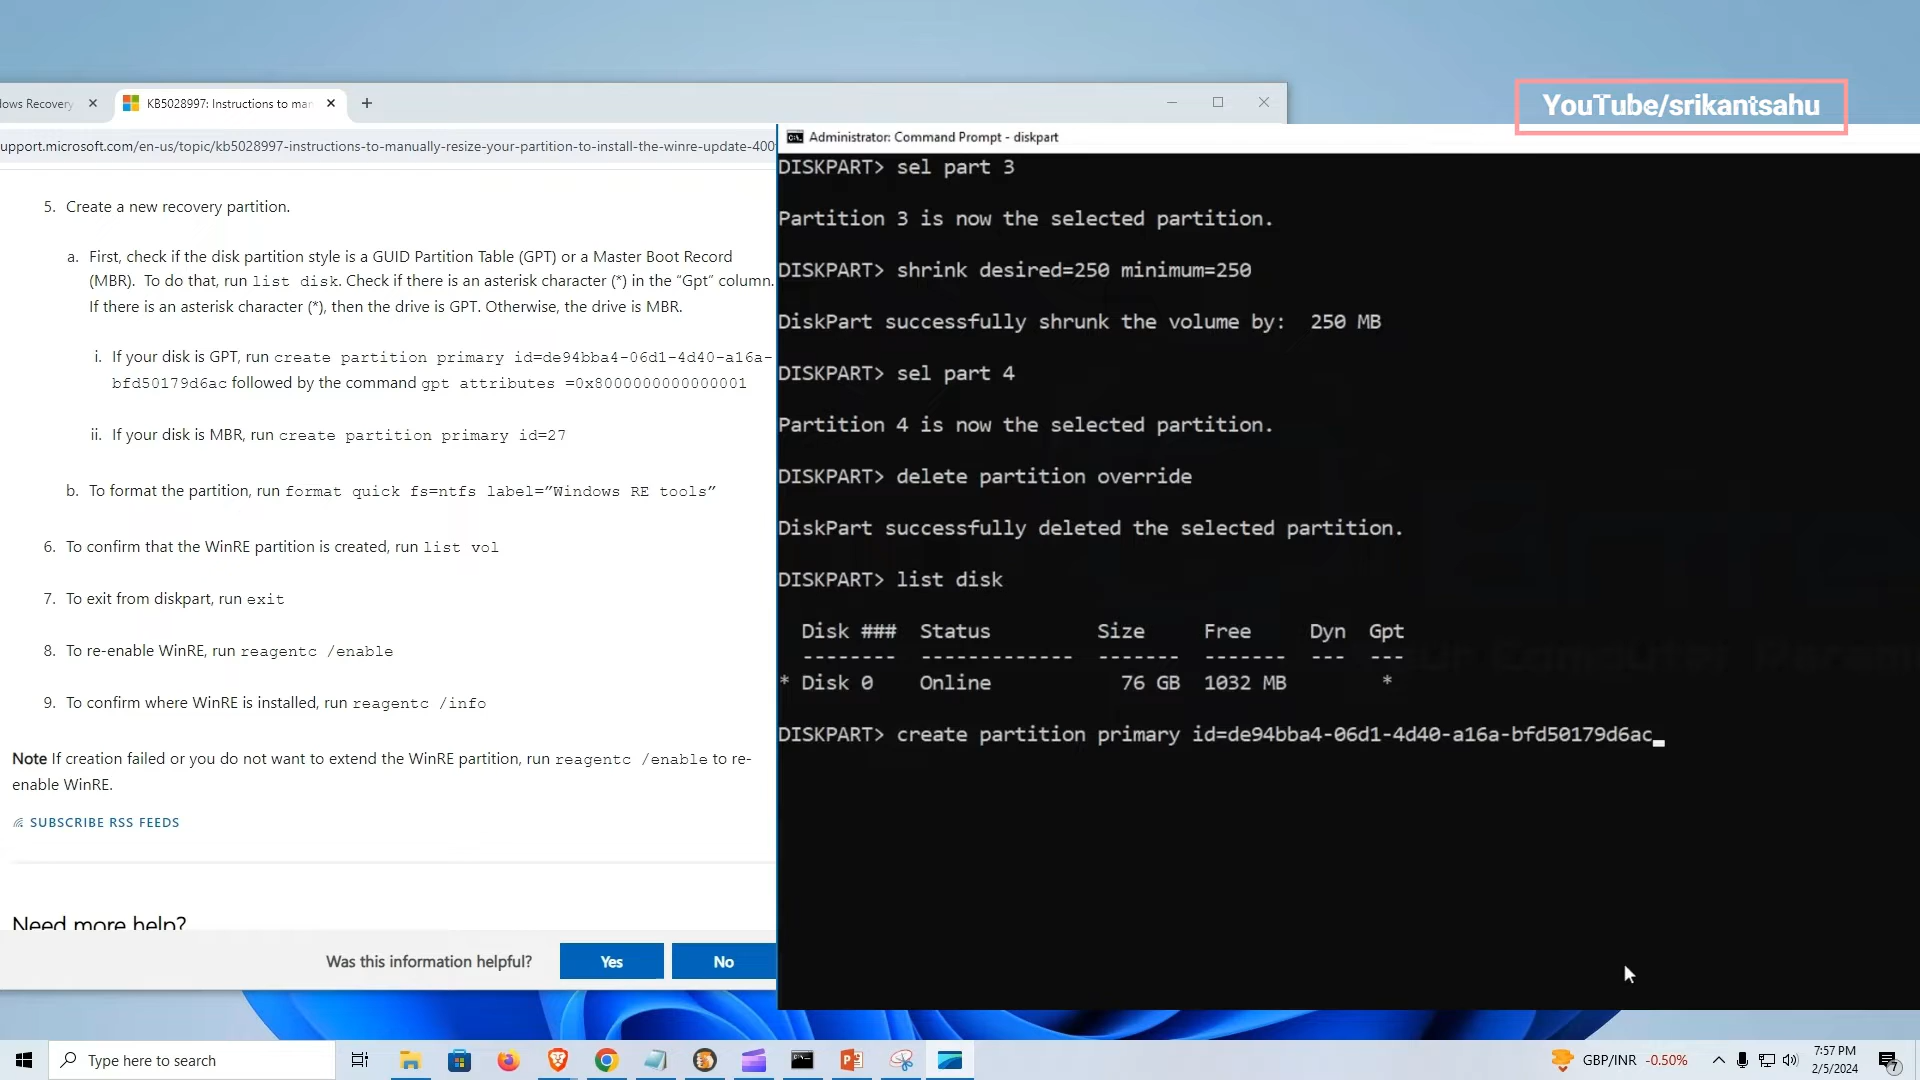 YouTube/srikantsahu
lows Recovery
KB5028997: Instructions to mar
upport.microsoft.com/en-us/topic/kb5028997-instructions-to-manually-resize-your-partition-to-install-the-winre-update-400
5. Create a new recovery partition.
a. First, check if the disk partition style is a GUID Partition Table (GPT) or a Master Boot Record
(MBR). To do that, run list disk. Check if there is an asterisk character (*) in the “Gpt” column.
If there is an asterisk character (*), then the drive is GPT. Otherwise, the drive is MBR.
i. If your disk is GPT, run create partition primary id=de94bba4-06d1-4d40-a16a-
bfd50179d6ac followed by the command gpt attributes =0x8000000000000001
ii. If your disk is MBR, run create partition primary id=27
b. To format the partition, run format quick fs=ntfs label=”Windows RE tools”
6. To confirm that the WinRE partition is created, run list vol
7. To exit from diskpart, run exit
8. To re-enable WinRE, run reagentc /enable
9. To confirm where WinRE is installed, run reagentc /info
Note If creation failed or you do not want to extend the WinRE partition, run reagentc /enable to re-
enable WinRE.
SUBSCRIBE RSS FEEDS
Need more help?
Was this information helpful? Yes No
Administrator: Command Prompt - diskpart
DISKPART> sel part 3
Partition 3 is now the selected partition.
DISKPART> shrink desired=250 minimum=250
DiskPart successfully shrunk the volume by: 250 MB
DISKPART> sel part 4
Partition 4 is now the selected partition.
DISKPART> delete partition override
DiskPart successfully deleted the selected partition.
DISKPART> list disk
Disk ### Status Size Free Dyn Gpt
-------- ------------- ------- ------- --- ---
* Disk 0 Online 76 GB 1032 MB *
DISKPART> create partition primary id=de94bba4-06d1-4d40-a16a-bfd50179d6ac_
Type here to search
GBP/INR -0.50%
7:57 PM
2/5/2024
7